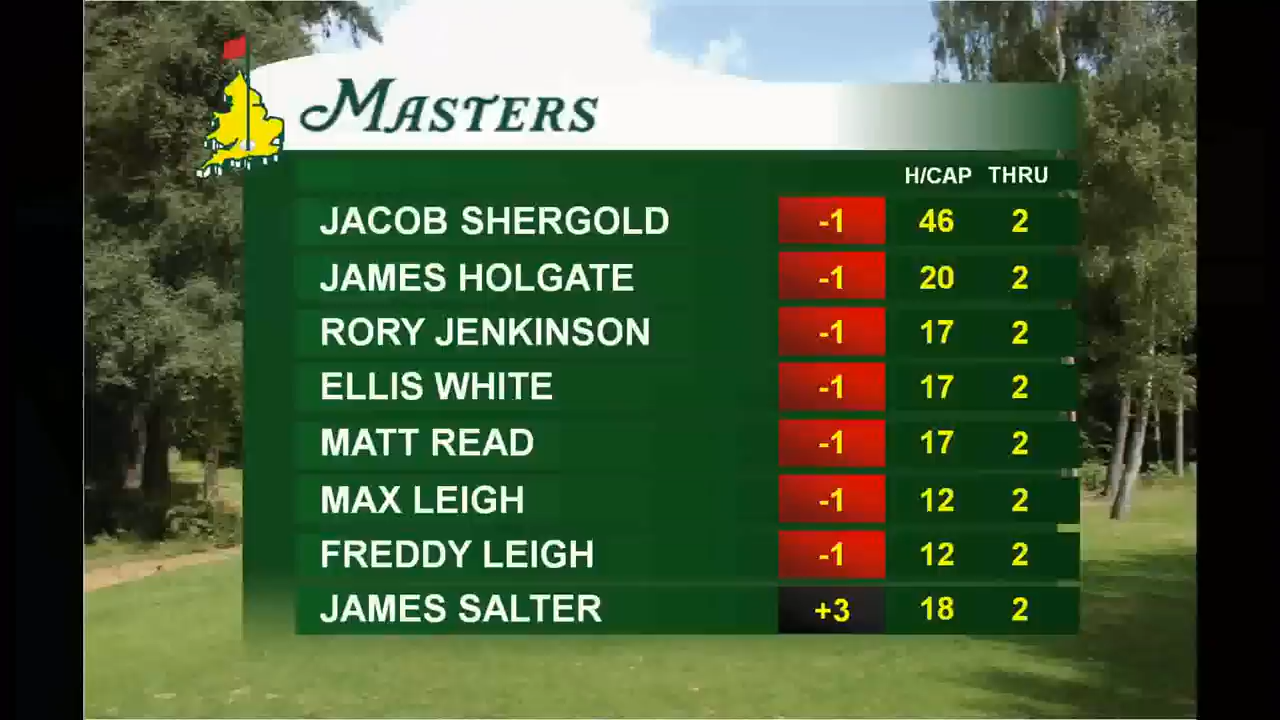 MASTERS
H/CAP THRU
JACOB SHERGOLD -1 46 2
JAMES HOLGATE -1 20 2
RORY JENKINSON -1 17 2
ELLIS WHITE -1 17 2
MATT READ -1 17 2
MAX LEIGH -1 12 2
FREDDY LEIGH -1 12 2
JAMES SALTER +3 18 2